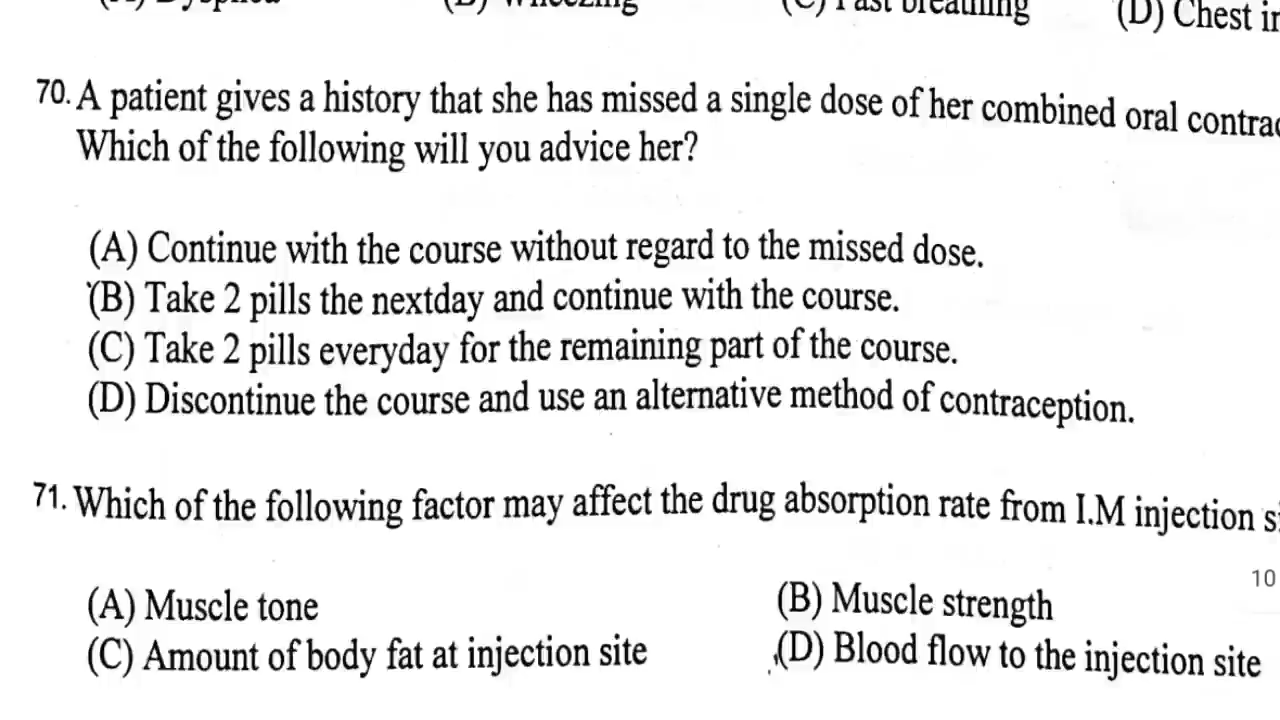 (D) Chest
70. A patient gives a history that she has missed a single dose of her combined oral
Which of the following will you advice her?
(A) Continue with the course without regard to the missed dose.
(B) Take 2 pills the nextday and continue with the course.
(C) Take 2 pills everyday for the remaining part of the course.
(D) Discontinue the course and use an alternative method of contraception.
71. Which of the following factor may affect the drug absorption rate from I.M injection
10
(A) Muscle tone (B) Muscle strength
(C) Amount of body fat at injection site (D) Blood flow to the injection site